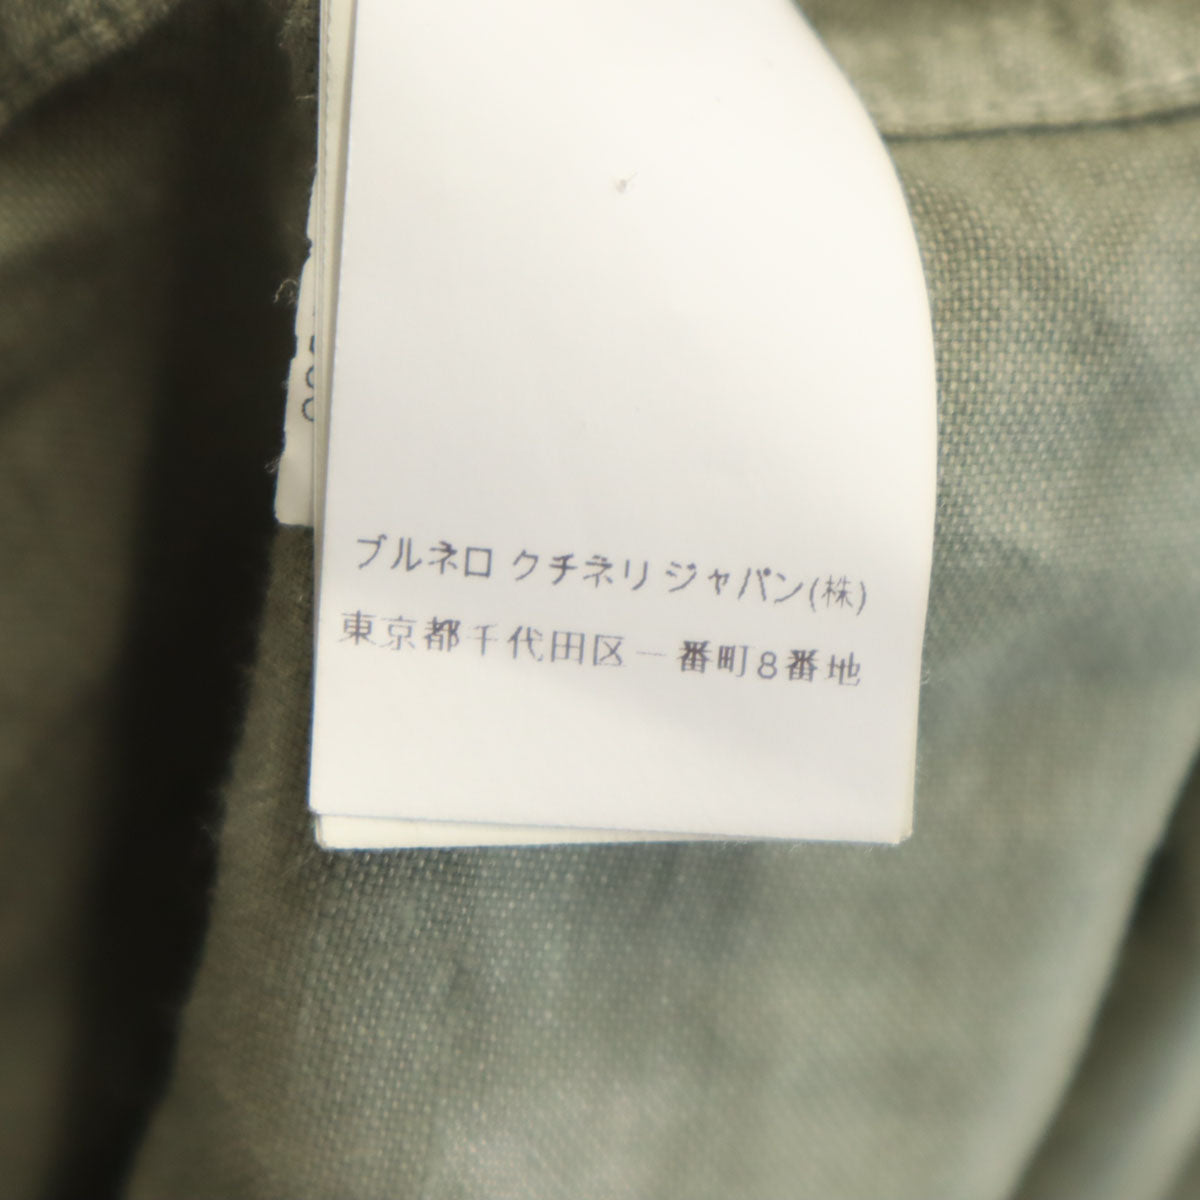 ブルネロ クチネリ ジャパン(株)
東京都千代田区一番町8番地